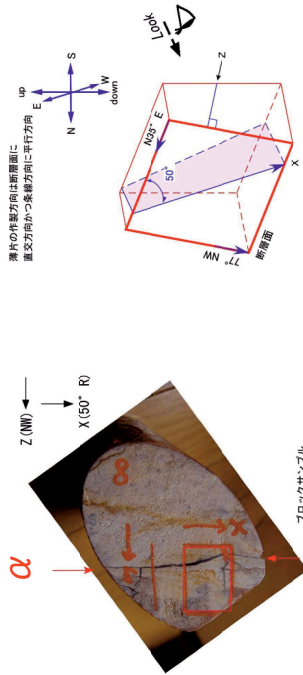 薄片の作製方向は断層面に
直交方向かつ条線方向に平行方向
up
S
E
W
N
down
Look
Z
N35° E
50°
X
77° NW
断層面
Z(NW)
X(50° R)
α
8
Z
X
ブロックサンプル